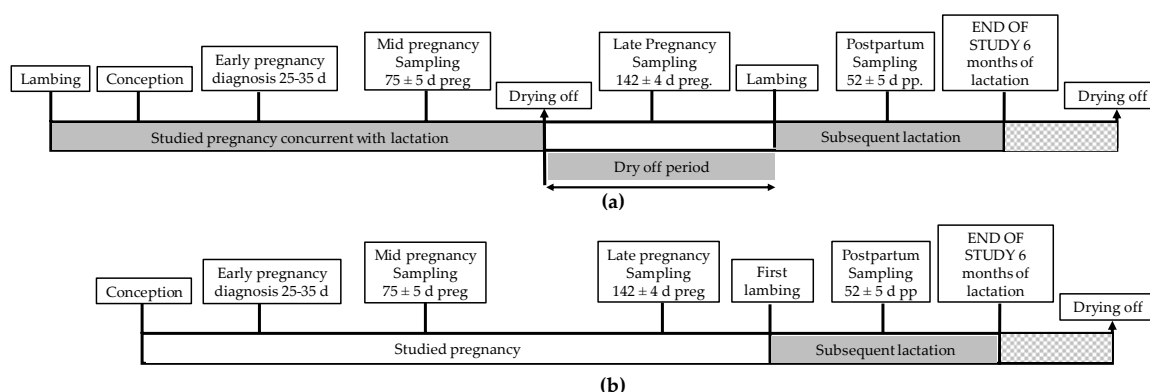 Lambing
Conception
Early pregnancy
diagnosis 25-35 d
Mid pregnancy
Sampling
75 ± 5 d preg
Drying off
Late Pregnancy
Sampling
142 ± 4 d preg.
Lambing
Postpartum
Sampling
52 ± 5 d pp.
END OF
STUDY 6
months of
lactation
Drying off
Studied pregnancy concurrent with lactation
Subsequent lactation
Dry off period
(a)
Conception
Early pregnancy
diagnosis 25-35 d
Mid pregnancy
Sampling
75 ± 5 d preg
Late pregnancy
Sampling
142 ± 4 d preg
First
lambing
Postpartum
Sampling
52 ± 5 d pp
END OF
STUDY 6
months of
lactation
Drying off
Studied pregnancy
Subsequent lactation
(b)